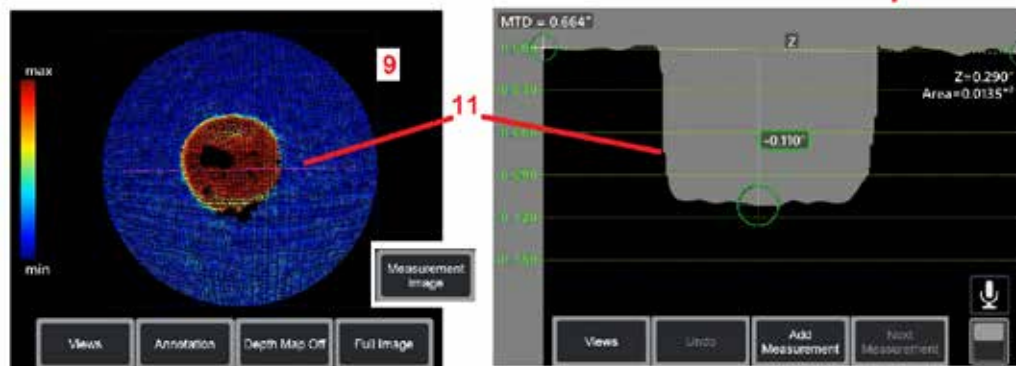 max
9
11
min
Measurement
Image
Views
Annotation
Depth Map Off
Full Image
MTD = 0.664"
Z
Z=0.290"
Area=0.0135"²
-0.110"
Views
Undo
Add
Measurement
Next
Measurement